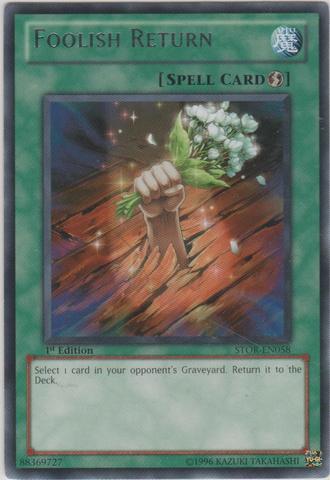 FOOLISH RETURN
魔
[SPELL CARD]
1st Edition
STOR-EN058
Select 1 card in your opponent's Graveyard. Return it to the
Deck.
88369727
©1996 KAZUKI TAKAHASHI